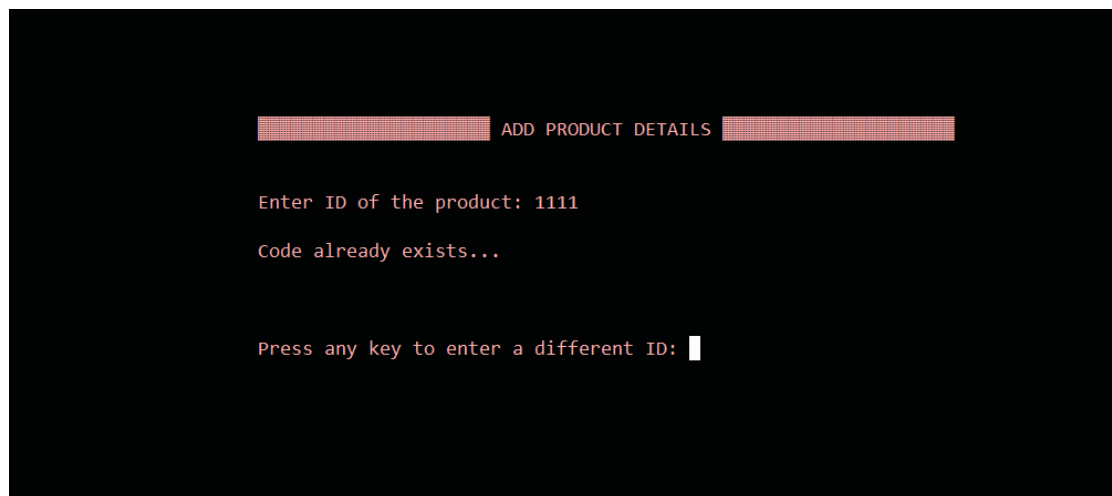 ADD PRODUCT DETAILS
Enter ID of the product: 1111
Code already exists...
Press any key to enter a different ID: